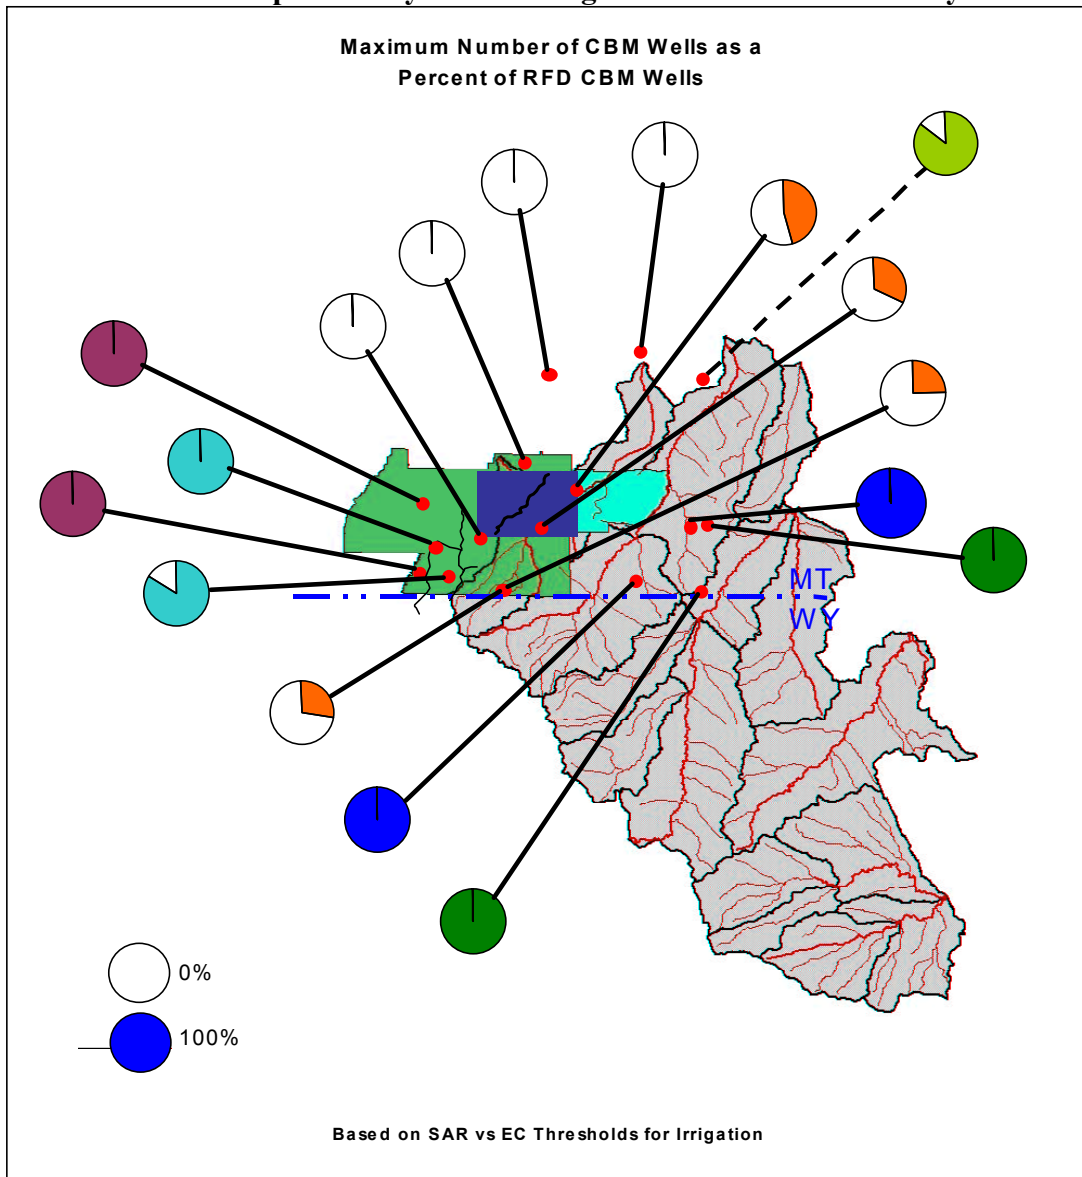 Maximum Number of CBM Wells as a
Percent of RFD CBM Wells
MT
WY
0%
100%
Based on SAR vs EC Thresholds for Irrigation